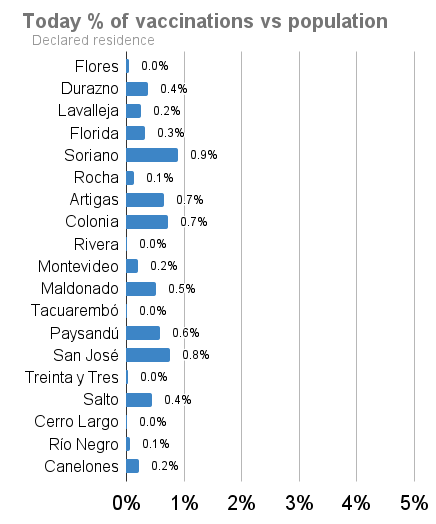 Today % of vaccinations vs population
Declared residence
Flores 0.0%
Durazno 0.4%
Lavalleja 0.2%
Florida 0.3%
Soriano 0.9%
Rocha 0.1%
Artigas 0.7%
Colonia 0.7%
Rivera 0.0%
Montevideo 0.2%
Maldonado 0.5%
Tacuarembó 0.0%
Paysandú 0.6%
San José 0.8%
Treinta y Tres 0.0%
Salto 0.4%
Cerro Largo 0.0%
Río Negro 0.1%
Canelones 0.2%
0% 1% 2% 3% 4% 5%